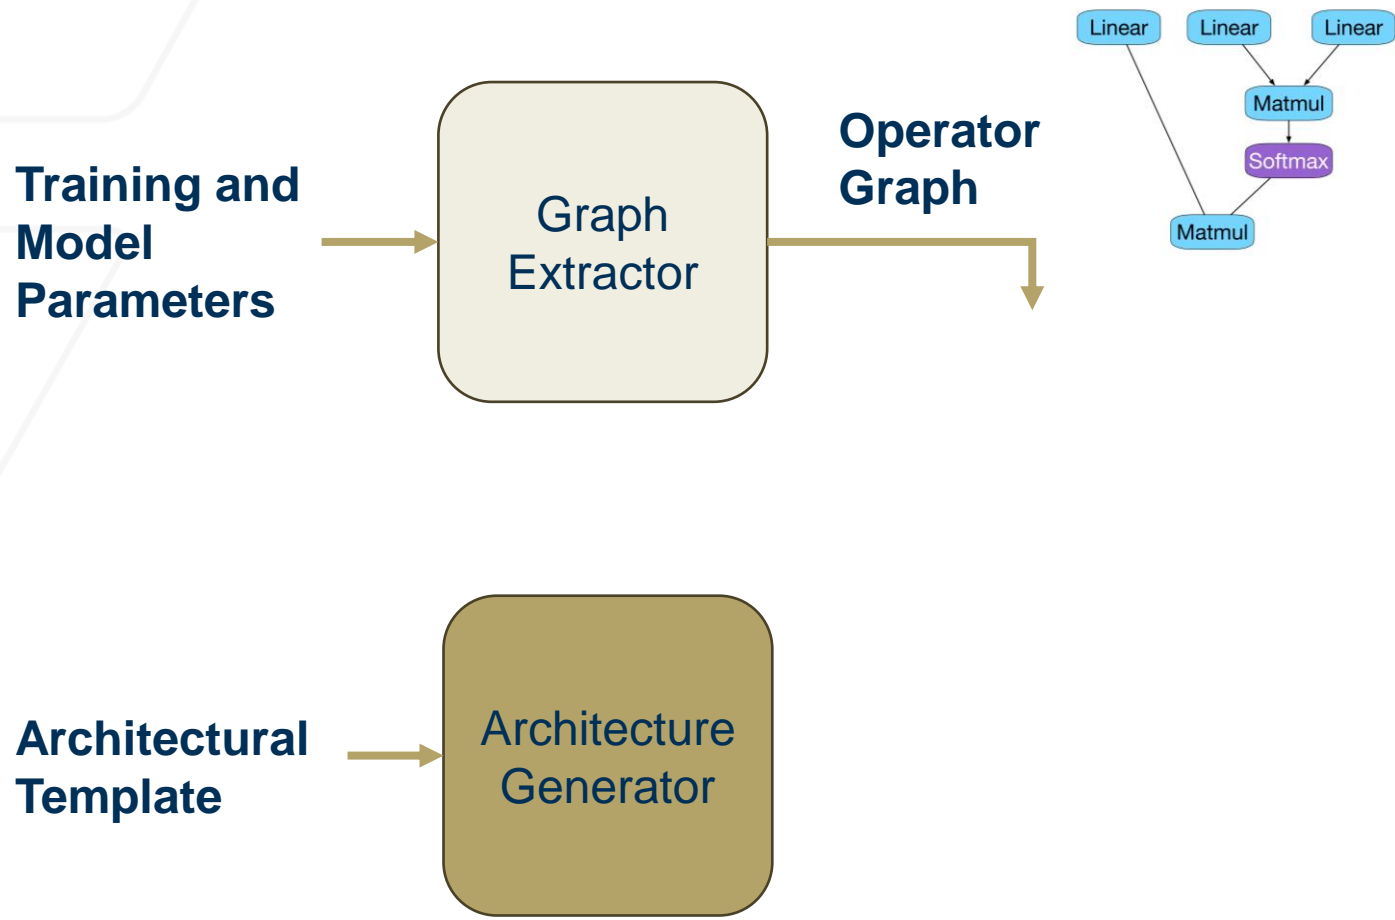 Linear
Linear
Linear
Matmul
Softmax
Matmul
Operator
Graph
Training and
Model
Parameters
Graph
Extractor
Architectural
Template
Architecture
Generator